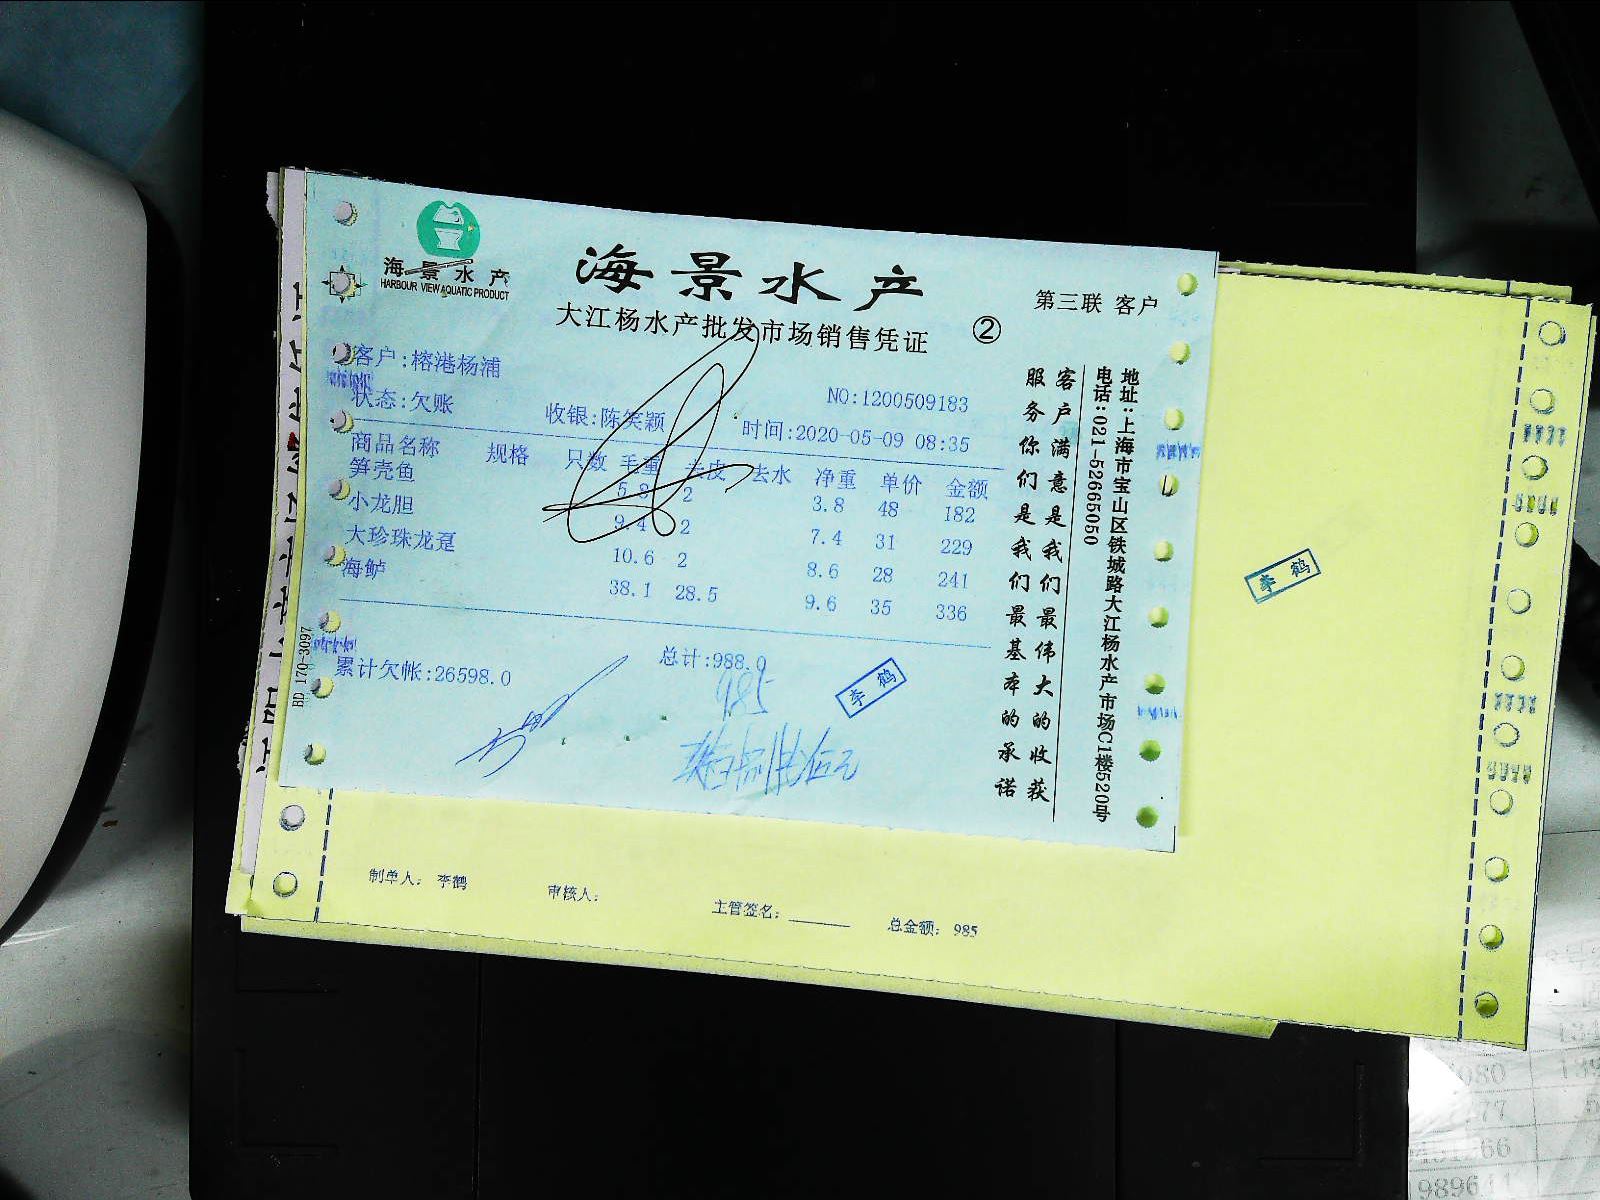 海景水产
HARBOUR VIEW AQUATIC PRODUCT
海景水产
大江杨水产批发市场销售凭证 ②
第三联 客户
客户:榕港杨浦
状态:欠账
收银:陈笑颖
NO:1200509183
时间:2020-05-09 08:35
商品名称 规格 只数 毛重 去皮 去水 净重 单价 金额
笋壳鱼 5.8 2 3.8 48 182
小龙胆 9.4 2 7.4 31 229
大珍珠龙趸 10.6 2 8.6 28 241
海鲈 38.1 28.5 9.6 35 336
累计欠帐:26598.0
总计:988.0
985
李鹤
BD 170-3097
客户满意是我们最伟大的收获
服务你们是我们最基本的承诺
地址:上海市宝山区铁城路大江杨水产市场C1楼520号
电话:021-52665050
李鹤
制单人: 李鹤
审核人:
主管签名:
总金额: 985